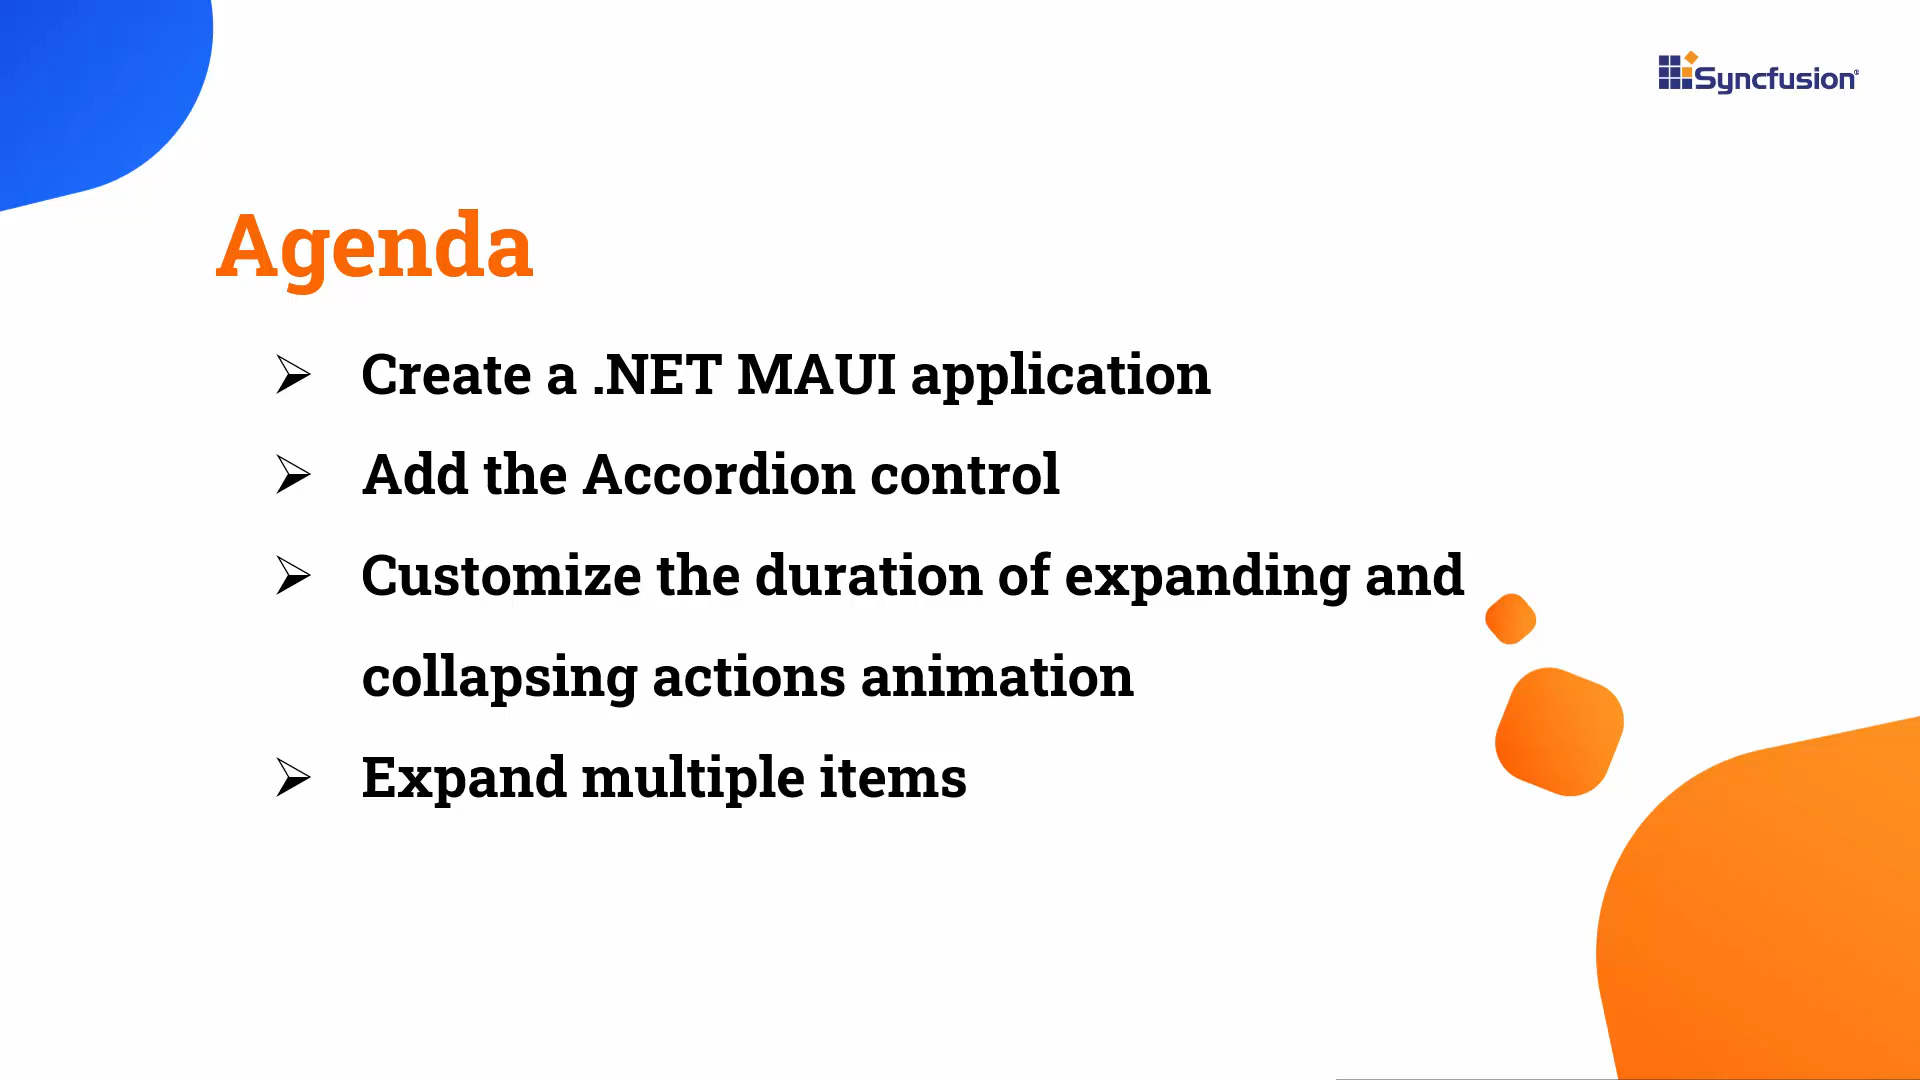 Syncfusion®
Agenda
➢ Create a .NET MAUI application
➢ Add the Accordion control
➢ Customize the duration of expanding and
collapsing actions animation
➢ Expand multiple items